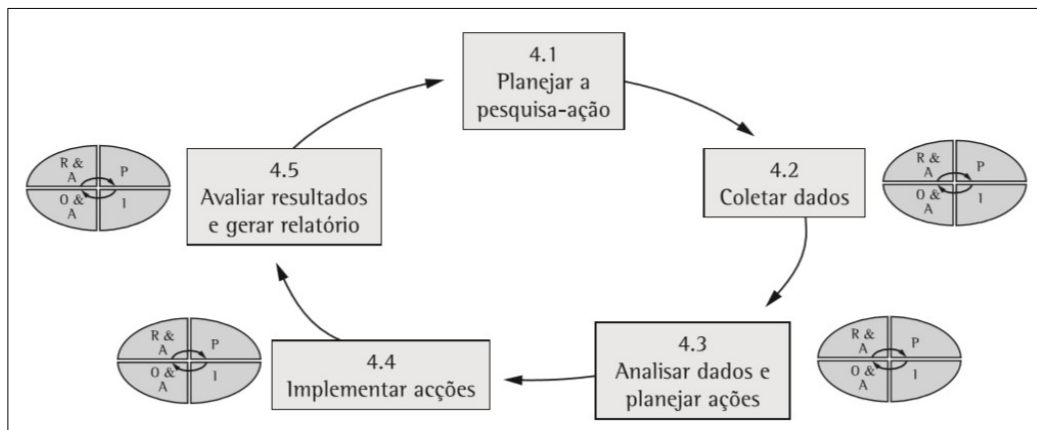 4.1
Planejar a
pesquisa-ação
4.2
Coletar dados
R &
A
P
O &
A
I
4.3
Analisar dados e
planejar ações
R &
A
P
O &
A
I
4.4
Implementar acções
R &
A
P
O &
A
I
4.5
Avaliar resultados
e gerar relatório
R &
A
P
O &
A
I